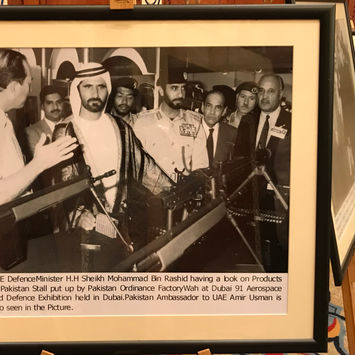 E DefenceMinister H.H Sheikh Mohammad Bin Rashid having a look on Products
Pakistan Stall put up by Pakistan Ordinance FactoryWah at Dubai 91 Aerospace
d Defence Exhibition held in Dubai.Pakistan Ambassador to UAE Amir Usman is
o seen in the Picture.